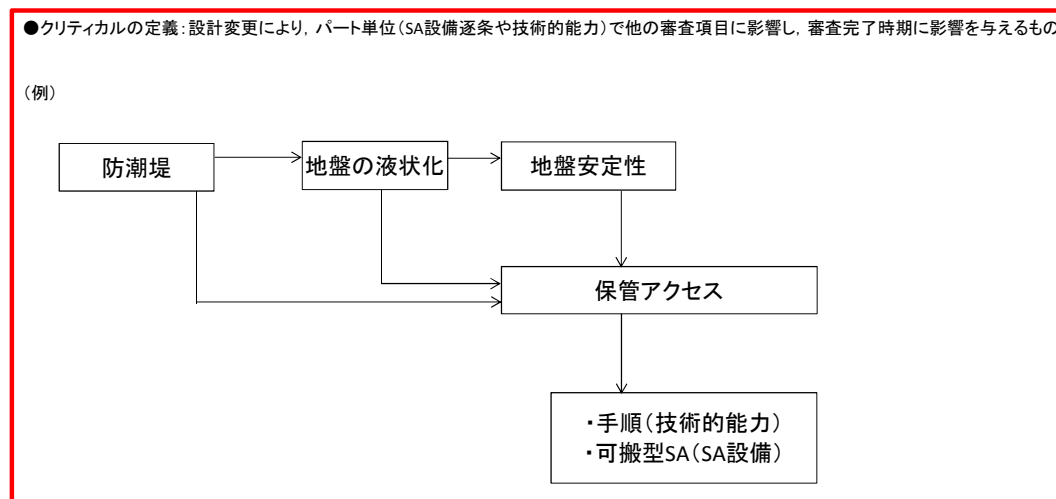 ●クリティカルの定義:設計変更により,パート単位(SA設備逐条や技術的能力)で他の審査項目に影響し,審査完了時期に影響を与えるもの
(例)
防潮堤
地盤の液状化
地盤安定性
保管アクセス
・手順(技術的能力)
・可搬型SA(SA設備)